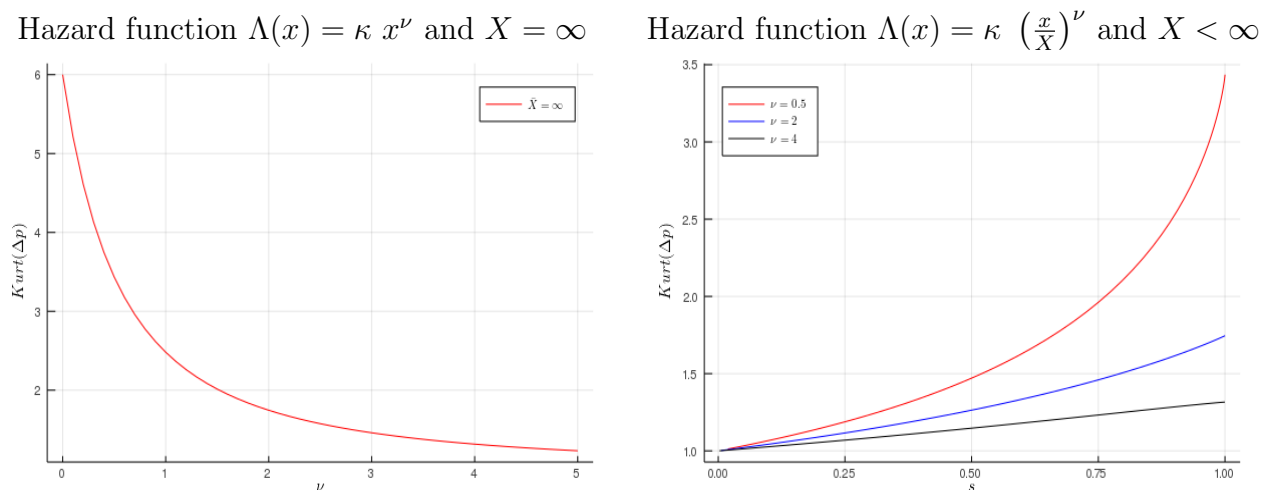 Hazard function Λ(x) = κ x^ν and X = ∞
Kurt(Δp)
6
5
4
3
2
X̄ = ∞
0 1 2 3 4 5
ν
Hazard function Λ(x) = κ (x/X)^ν and X < ∞
Kurt(Δp)
3.5
3.0
2.5
2.0
1.5
1.0
ν = 0.5
ν = 2
ν = 4
0.00 0.25 0.50 0.75 1.00
s